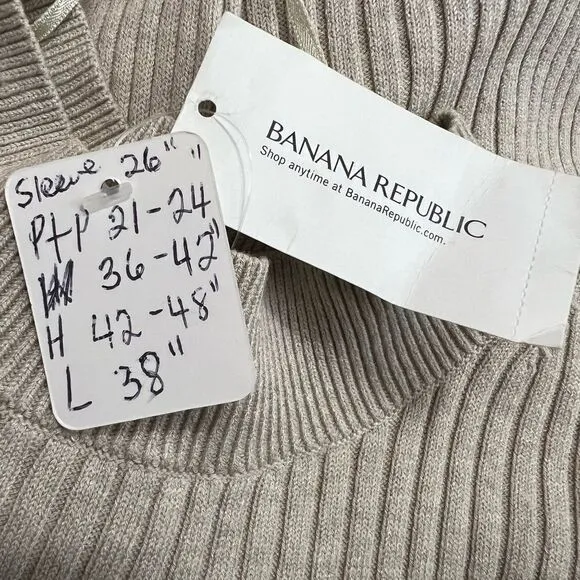 Sleeve 26" "
PtP 21-24
W 36-42"
H 42-48"
L 38"
BANANA REPUBLIC
Shop anytime at BananaRepublic.com.